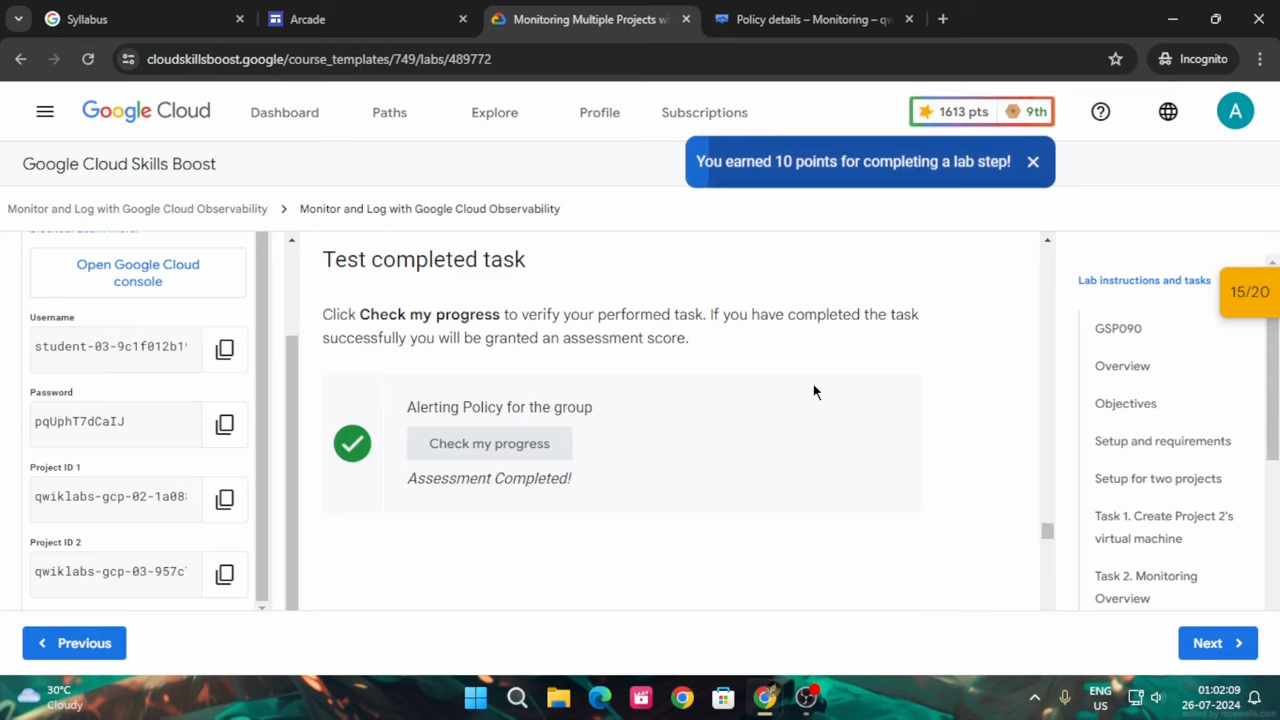 Syllabus
Arcade
Monitoring Multiple Projects wi
Policy details – Monitoring – qw
cloudskillsboost.google/course_templates/749/labs/489772
Incognito
Google Cloud
Dashboard
Paths
Explore
Profile
Subscriptions
1613 pts
9th
A
Google Cloud Skills Boost
You earned 10 points for completing a lab step!
Monitor and Log with Google Cloud Observability
Monitor and Log with Google Cloud Observability
Open Google Cloud
console
Username
student-03-9c1f012b1
Password
pqUphT7dCaIJ
Project ID 1
qwiklabs-gcp-02-1a08
Project ID 2
qwiklabs-gcp-03-957c
Test completed task
Click Check my progress to verify your performed task. If you have completed the task
successfully you will be granted an assessment score.
Alerting Policy for the group
Check my progress
Assessment Completed!
Lab instructions and tasks
15/20
GSP090
Overview
Objectives
Setup and requirements
Setup for two projects
Task 1. Create Project 2's
virtual machine
Task 2. Monitoring
Overview
Previous
Next
30°C
Cloudy
ENG
US
01:02:09
26-07-2024